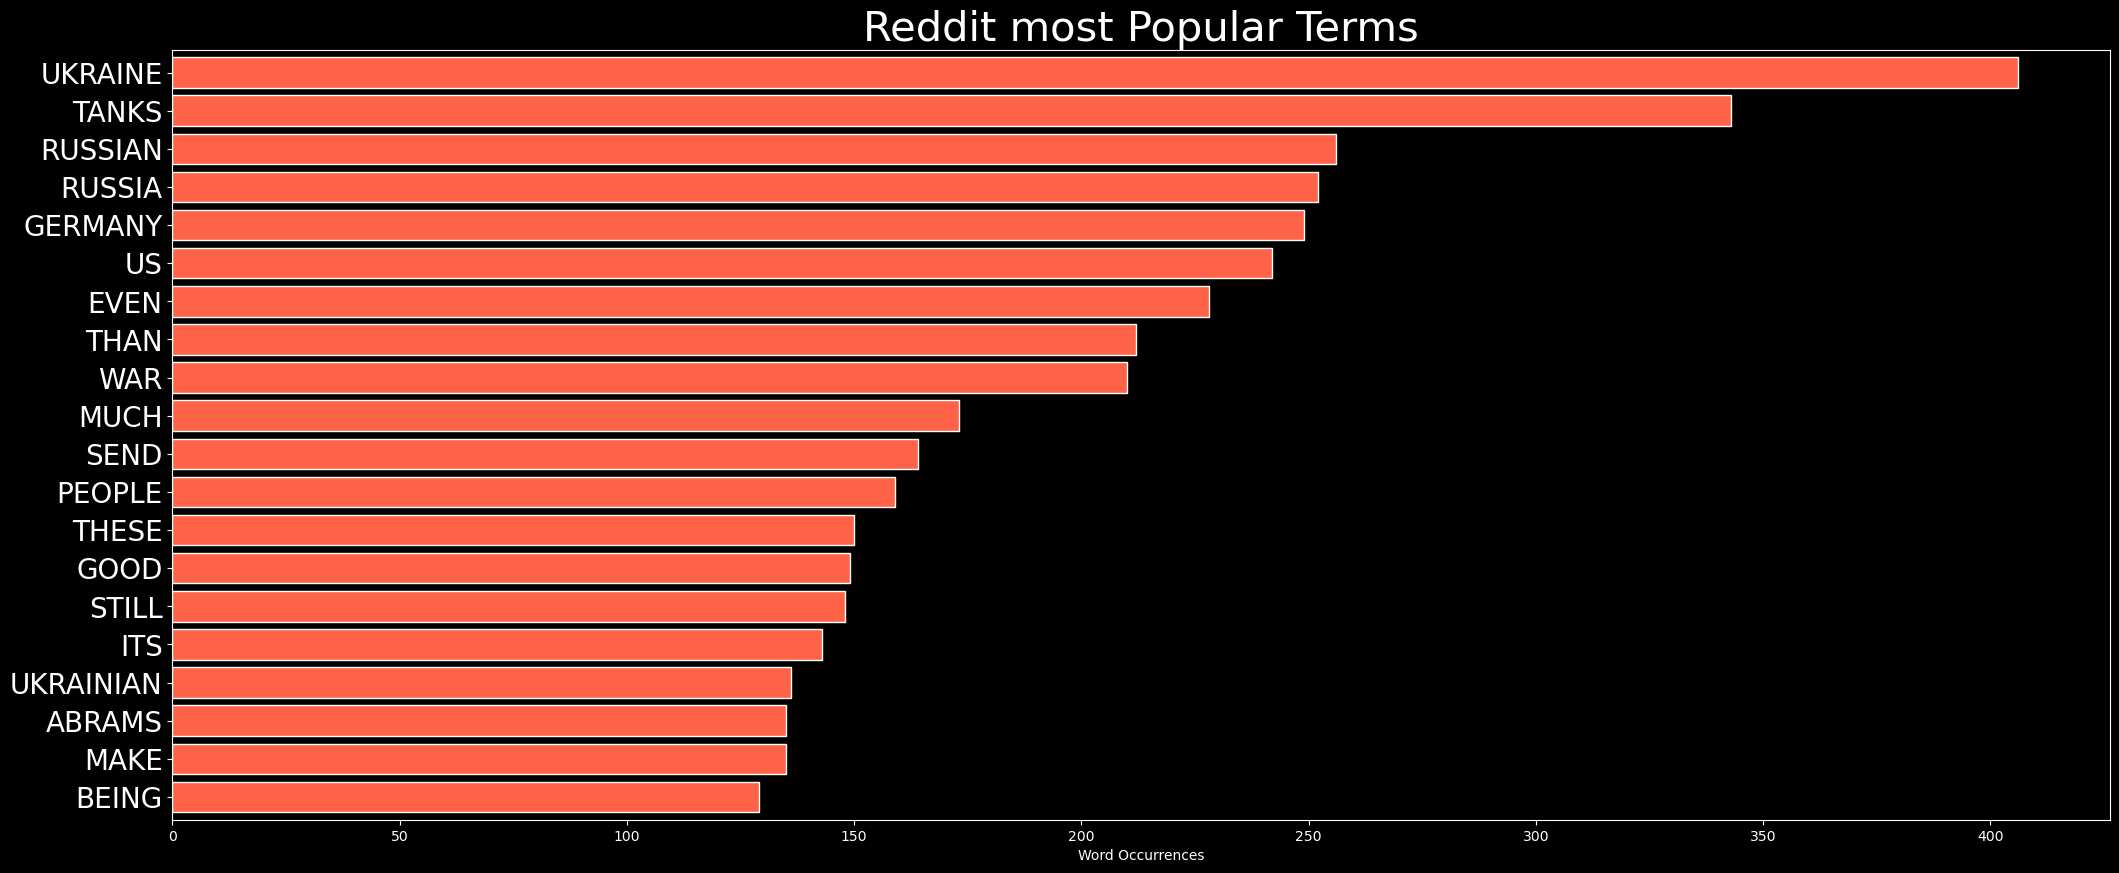 Reddit most Popular Terms
UKRAINE
TANKS
RUSSIAN
RUSSIA
GERMANY
US
EVEN
THAN
WAR
MUCH
SEND
PEOPLE
THESE
GOOD
STILL
ITS
UKRAINIAN
ABRAMS
MAKE
BEING
0 50 100 150 200 250 300 350 400
Word Occurrences